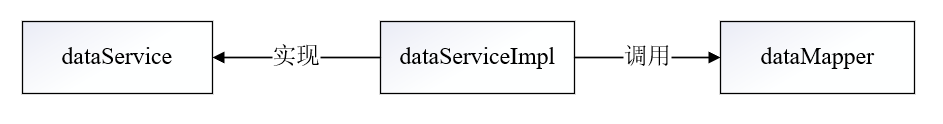 dataService 实现 dataServiceImpl 调用 dataMapper